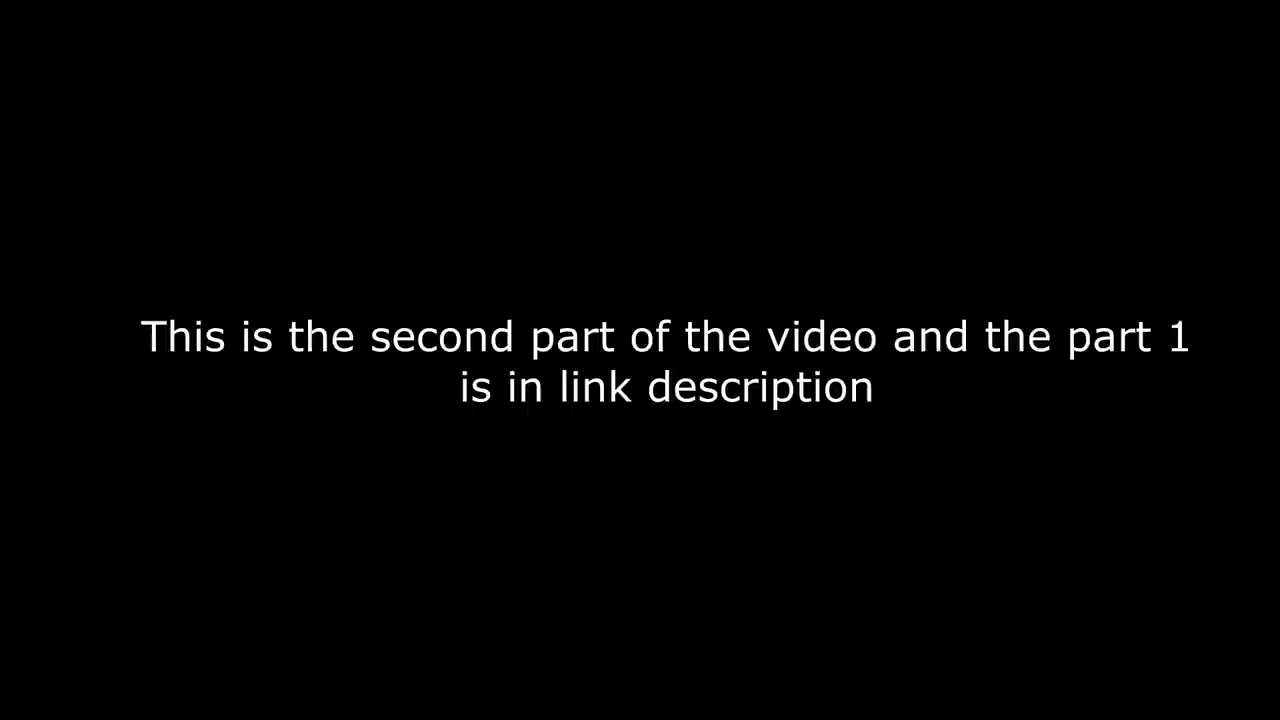 This is the second part of the video and the part 1
is in link description